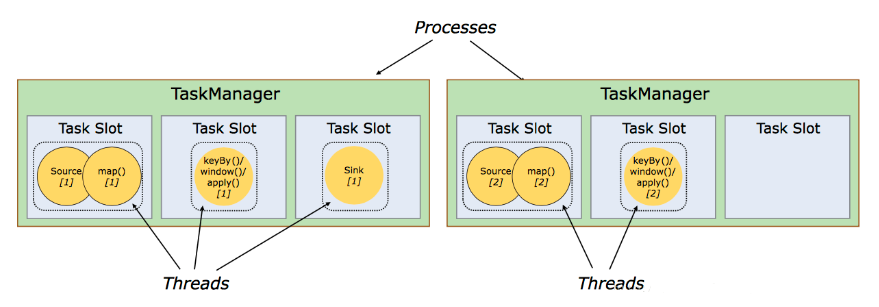 Processes
TaskManager
Task Slot
Source
[1]
map()
[1]
Task Slot
keyBy()/
window()/
apply()
[1]
Task Slot
Sink
[1]
Threads
TaskManager
Task Slot
Source
[2]
map()
[2]
Task Slot
keyBy()/
window()/
apply()
[2]
Task Slot
Threads